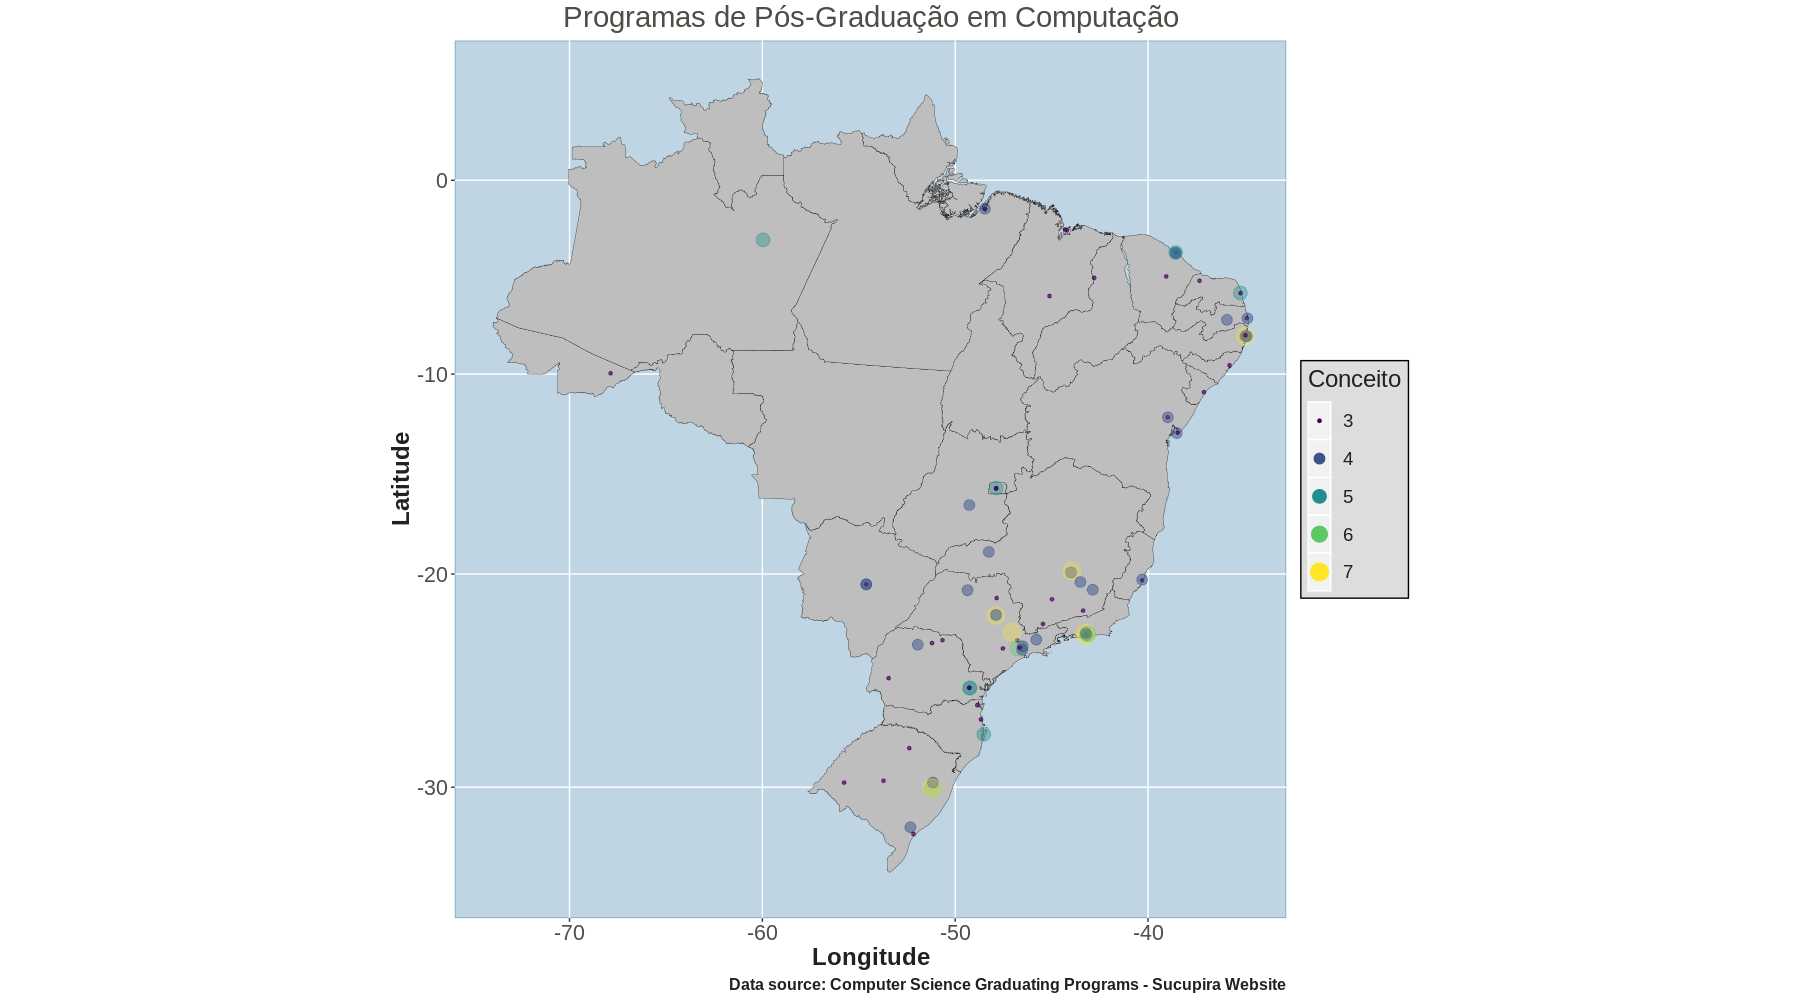 Programas de Pós-Graduação em Computação
0
-10
-20
-30
Latitude
-70
-60
-50
-40
Longitude
Conceito
3
4
5
6
7
Data source: Computer Science Graduating Programs - Sucupira Website